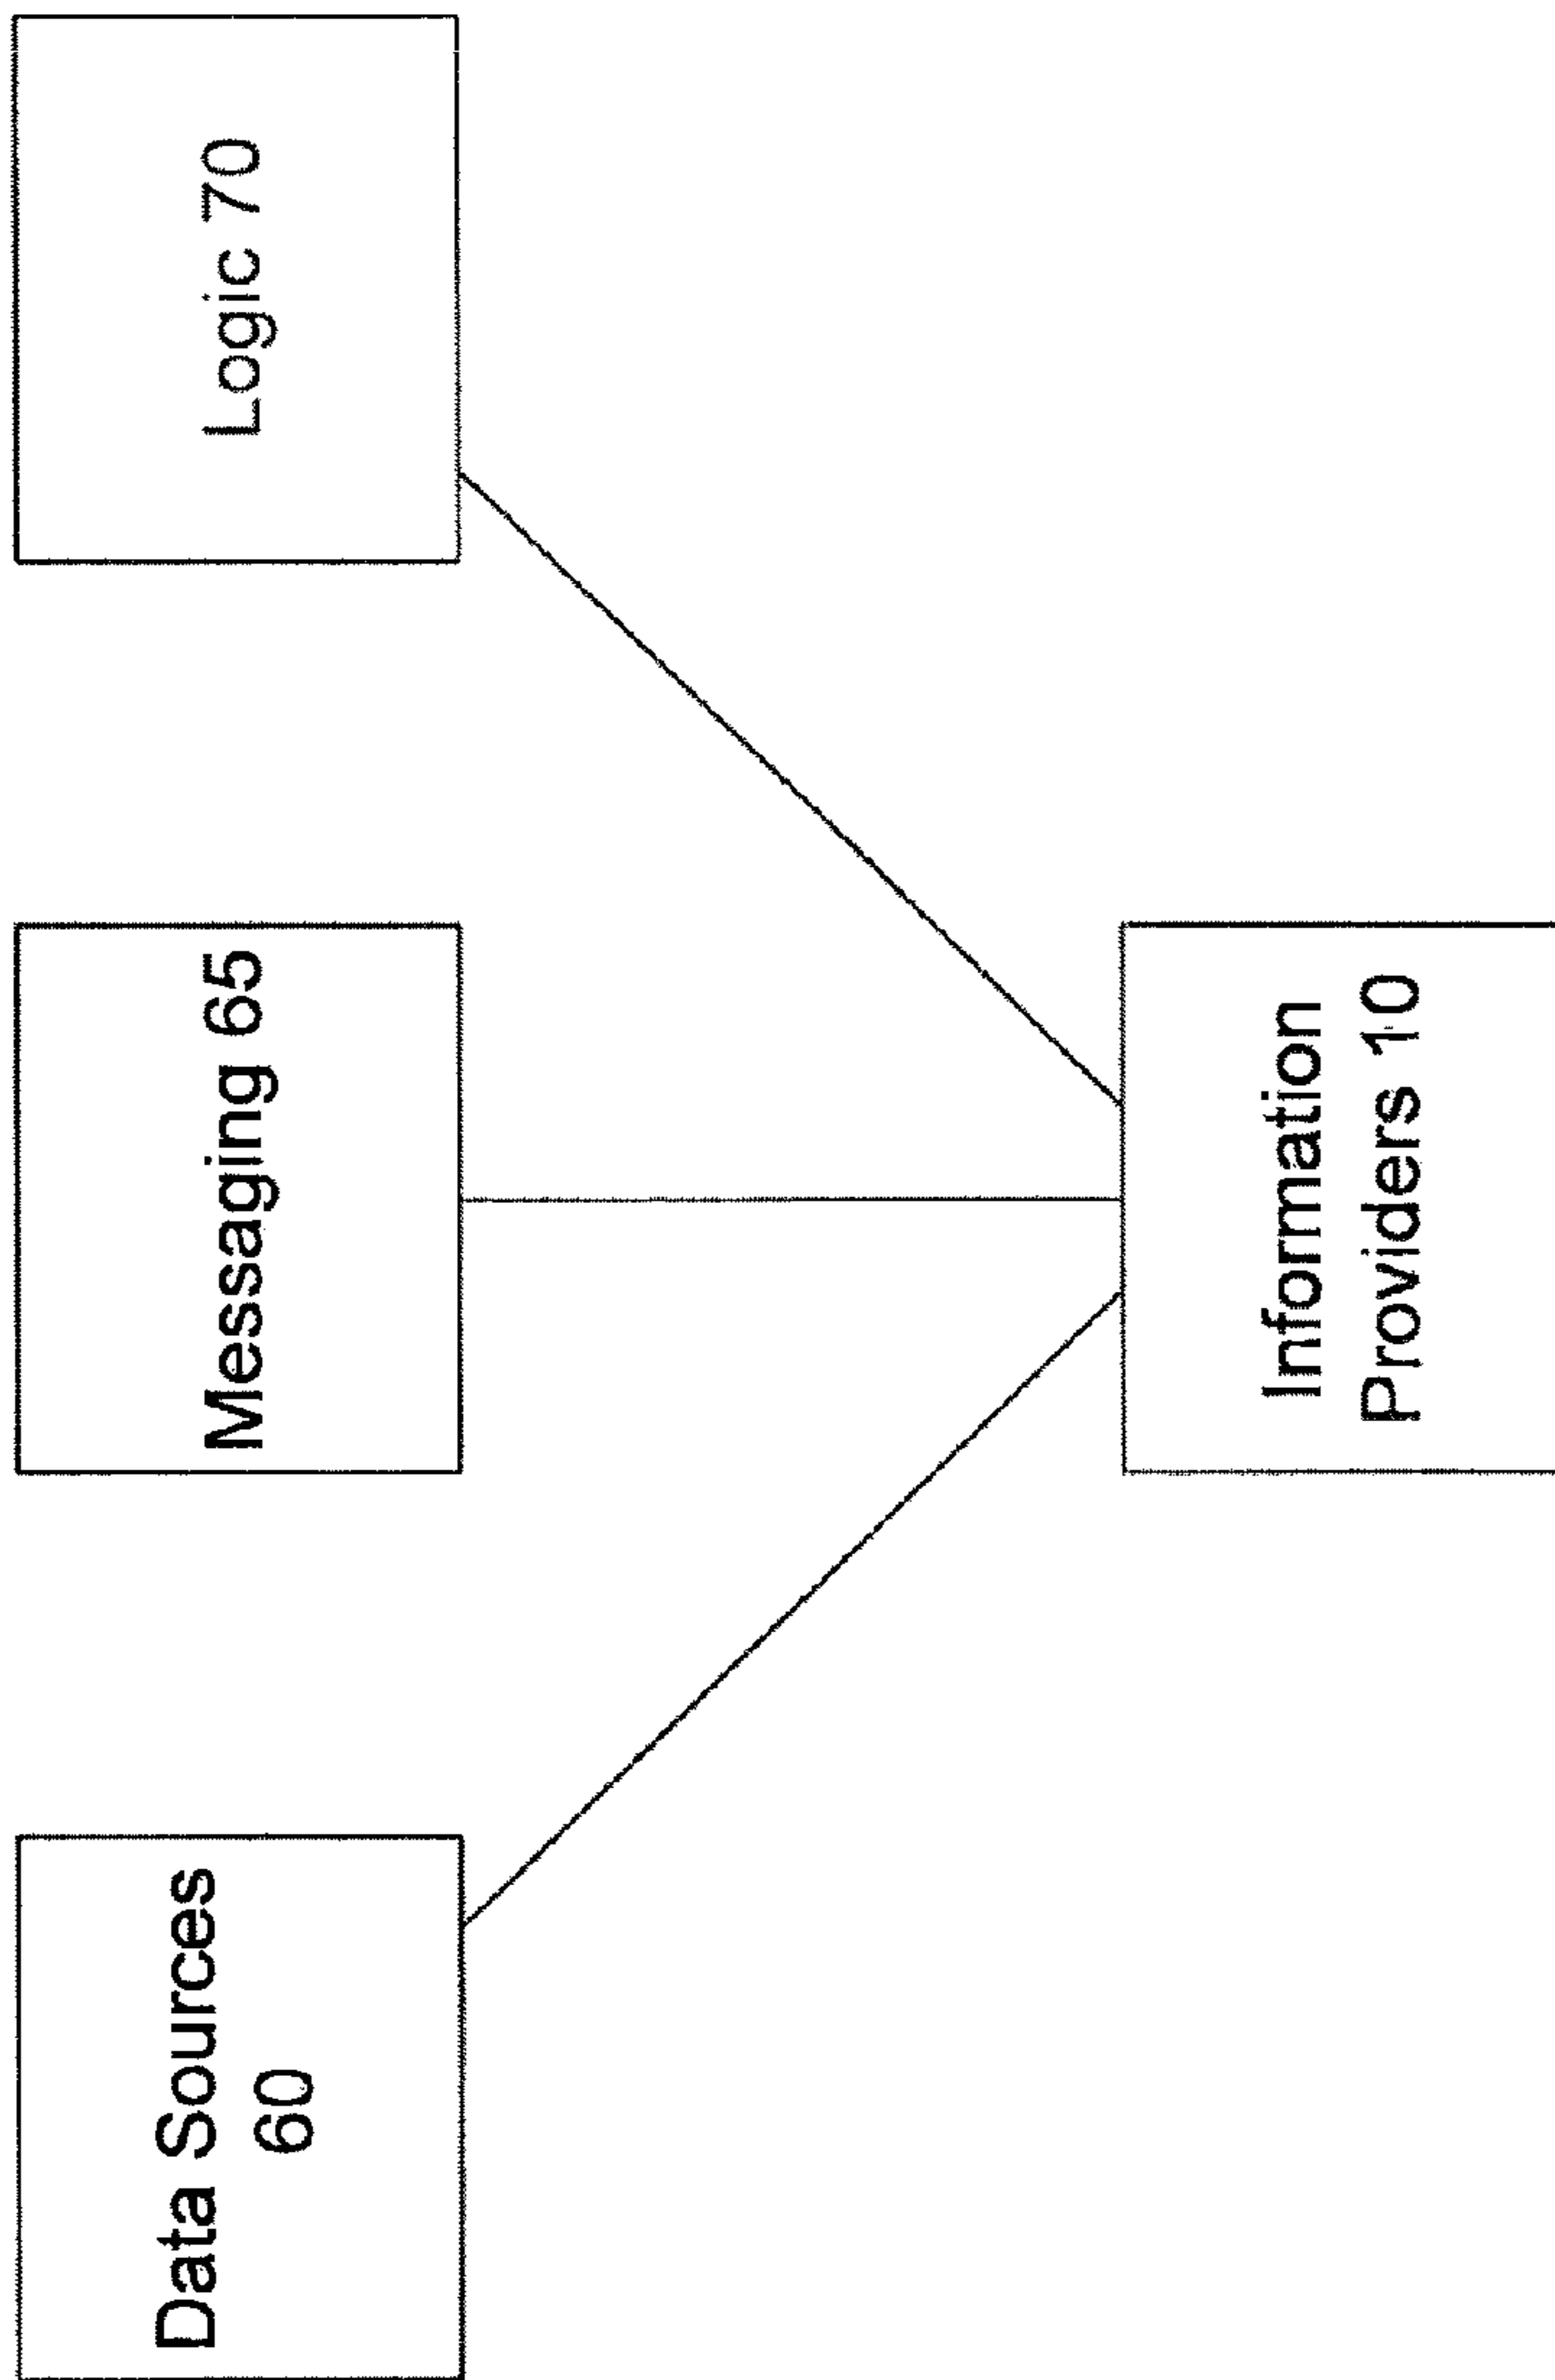 Data Sources
60
Messaging 65
Logic 70
Information
Providers 10